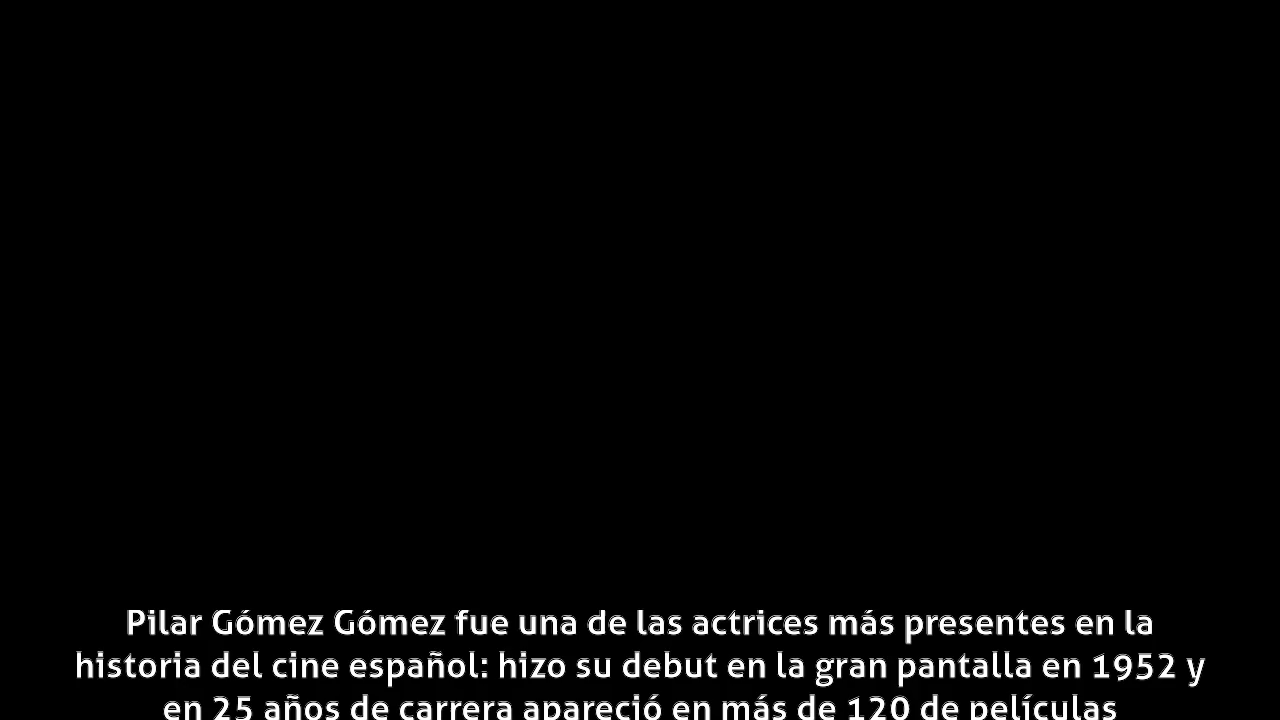 Pilar Gómez Gómez fue una de las actrices más presentes en la
historia del cine español: hizo su debut en la gran pantalla en 1952 y
en 25 años de carrera apareció en más de 120 de películas